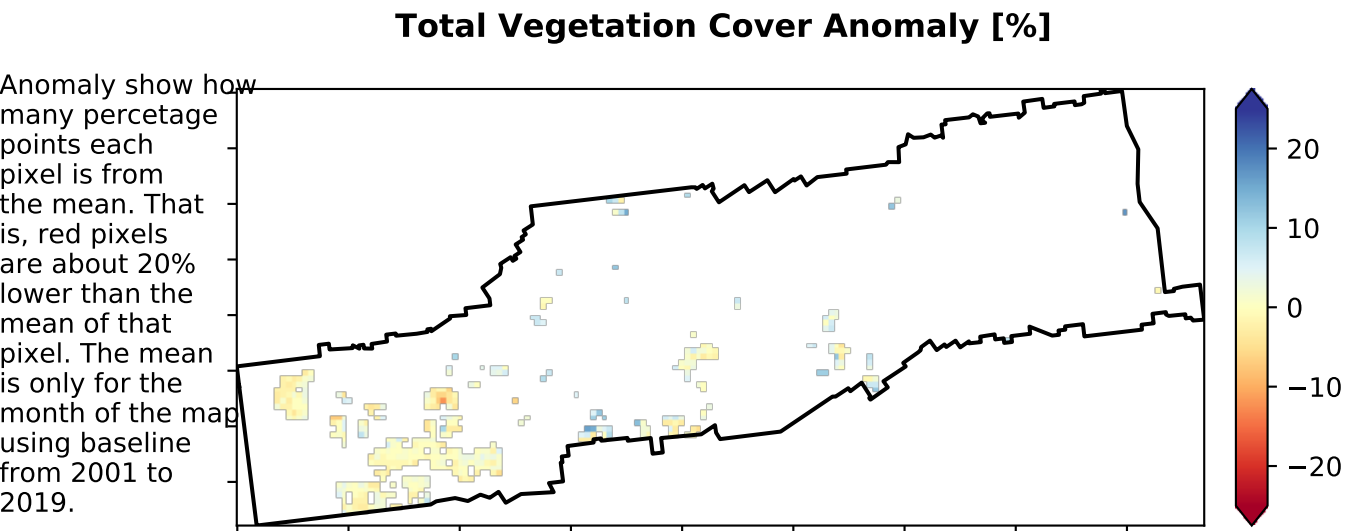 Total Vegetation Cover Anomaly [%]
Anomaly show how
many percetage
points each
pixel is from
the mean. That
is, red pixels
are about 20%
lower than the
mean of that
pixel. The mean
is only for the
month of the map
using baseline
from 2001 to
2019.
20
10
0
−10
−20